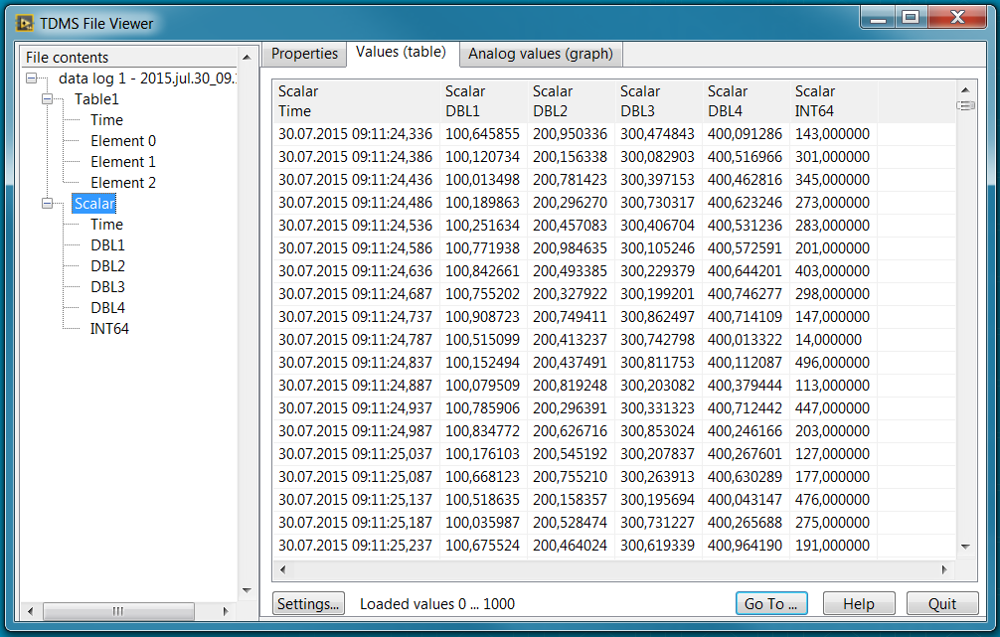 TDMS File Viewer
File contents
data log 1 - 2015.jul.30_09.
Table1
Time
Element 0
Element 1
Element 2
Scalar
Time
DBL1
DBL2
DBL3
DBL4
INT64
Properties Values (table) Analog values (graph)
Scalar Scalar Scalar Scalar Scalar Scalar
Time DBL1 DBL2 DBL3 DBL4 INT64
30.07.2015 09:11:24,336 100,645855 200,950336 300,474843 400,091286 143,000000
30.07.2015 09:11:24,386 100,120734 200,156338 300,082903 400,516966 301,000000
30.07.2015 09:11:24,436 100,013498 200,781423 300,397153 400,462816 345,000000
30.07.2015 09:11:24,486 100,189863 200,296270 300,730317 400,623246 273,000000
30.07.2015 09:11:24,536 100,251634 200,457083 300,406704 400,531236 283,000000
30.07.2015 09:11:24,586 100,771938 200,984635 300,105246 400,572591 201,000000
30.07.2015 09:11:24,636 100,842661 200,493385 300,229379 400,644201 403,000000
30.07.2015 09:11:24,687 100,755202 200,327922 300,199201 400,746277 298,000000
30.07.2015 09:11:24,737 100,908723 200,749411 300,862497 400,714109 147,000000
30.07.2015 09:11:24,787 100,515099 200,413237 300,742798 400,013322 14,000000
30.07.2015 09:11:24,837 100,152494 200,437491 300,811753 400,112087 496,000000
30.07.2015 09:11:24,887 100,079509 200,819248 300,203082 400,379444 113,000000
30.07.2015 09:11:24,937 100,785906 200,296391 300,331323 400,712442 447,000000
30.07.2015 09:11:24,987 100,834772 200,626716 300,853024 400,246166 203,000000
30.07.2015 09:11:25,037 100,176103 200,545192 300,207837 400,267601 127,000000
30.07.2015 09:11:25,087 100,668123 200,755210 300,263913 400,630289 177,000000
30.07.2015 09:11:25,137 100,518635 200,158357 300,195694 400,043147 476,000000
30.07.2015 09:11:25,187 100,035987 200,528474 300,731227 400,265688 275,000000
30.07.2015 09:11:25,237 100,675524 200,464024 300,619339 400,964190 191,000000
Settings... Loaded values 0 ... 1000 Go To ... Help Quit